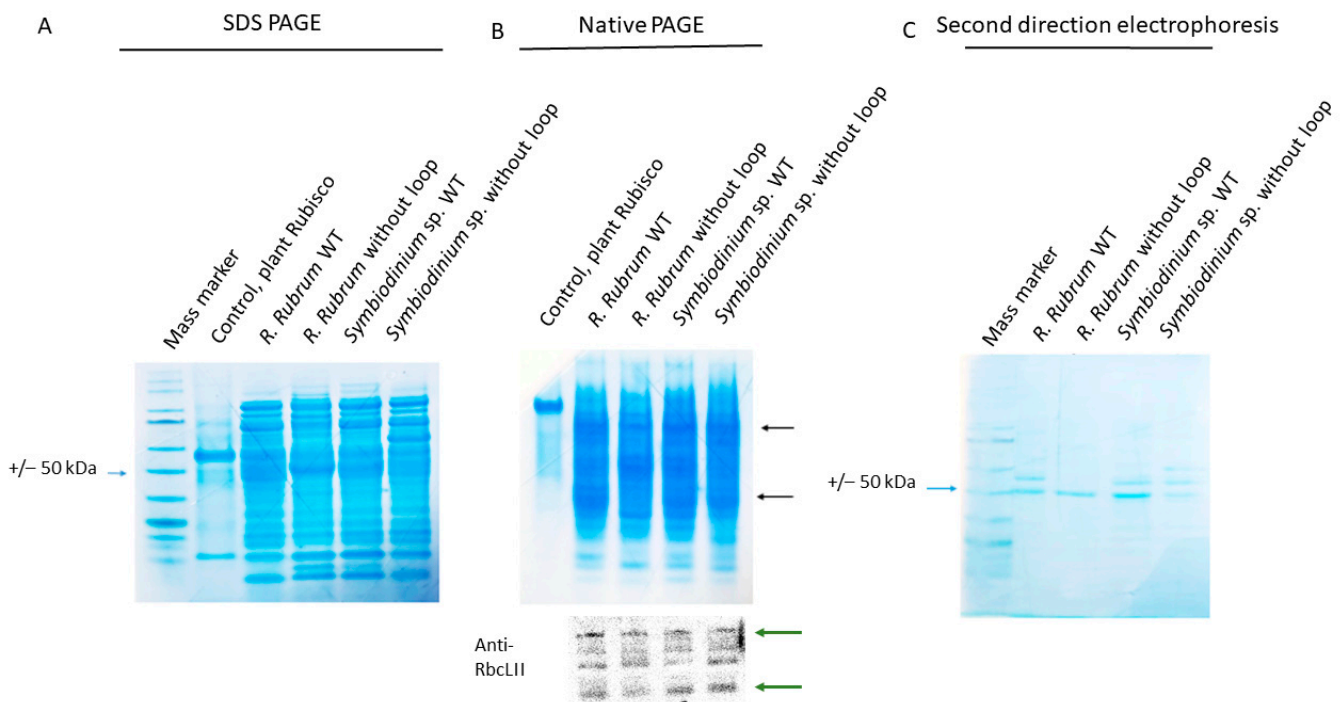 A
SDS PAGE
Mass marker
Control, plant Rubisco
R. Rubrum WT
R. Rubrum without loop
Symbiodinium sp. WT
Symbiodinium sp. without loop
+/− 50 kDa
B
Native PAGE
Control, plant Rubisco
R. Rubrum WT
R. Rubrum without loop
Symbiodinium sp. WT
Symbiodinium sp. without loop
Anti-
RbcLII
C
Second direction electrophoresis
Mass marker
R. Rubrum WT
R. Rubrum without loop
Symbiodinium sp. WT
Symbiodinium sp. without loop
+/− 50 kDa